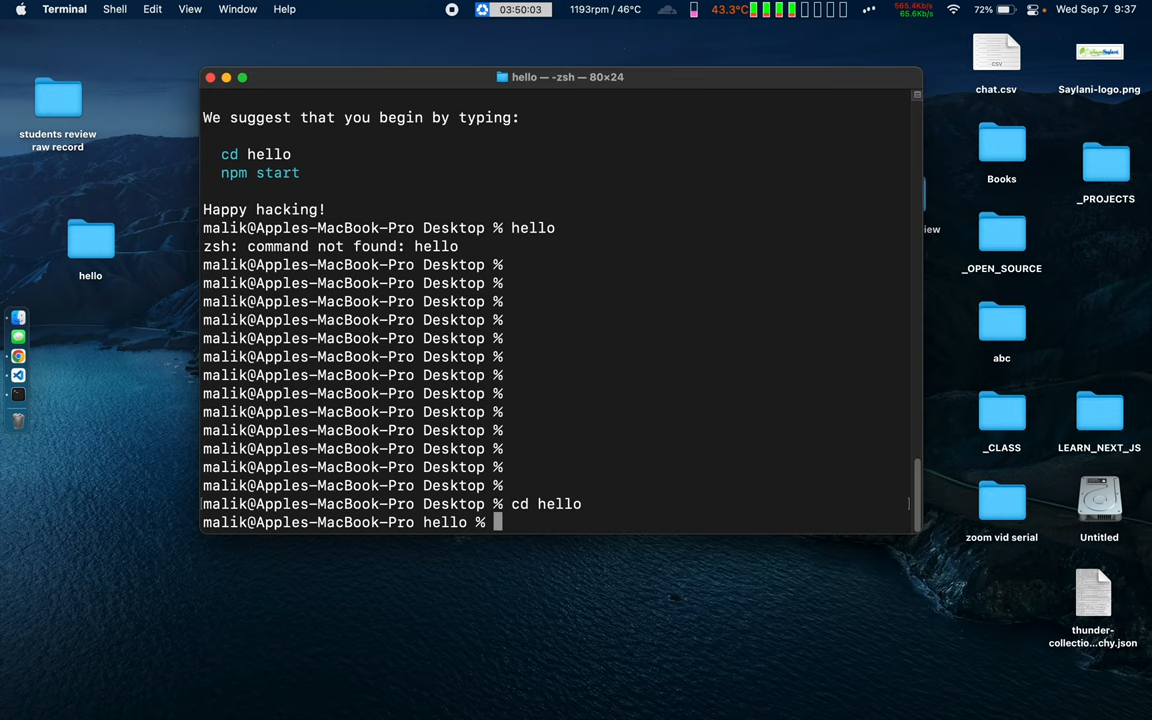 Terminal Shell Edit View Window Help 03:50:03 1193rpm / 46°C 43.3°C 565.4Kb/s 65.6Kb/s 72% Wed Sep 7 9:37
students review
raw record
hello
hello — -zsh — 80×24
We suggest that you begin by typing:
cd hello
npm start
Happy hacking!
malik@Apples-MacBook-Pro Desktop % hello
zsh: command not found: hello
malik@Apples-MacBook-Pro Desktop %
malik@Apples-MacBook-Pro Desktop %
malik@Apples-MacBook-Pro Desktop %
malik@Apples-MacBook-Pro Desktop %
malik@Apples-MacBook-Pro Desktop %
malik@Apples-MacBook-Pro Desktop %
malik@Apples-MacBook-Pro Desktop %
malik@Apples-MacBook-Pro Desktop %
malik@Apples-MacBook-Pro Desktop %
malik@Apples-MacBook-Pro Desktop %
malik@Apples-MacBook-Pro Desktop %
malik@Apples-MacBook-Pro Desktop %
malik@Apples-MacBook-Pro Desktop %
malik@Apples-MacBook-Pro Desktop % cd hello
malik@Apples-MacBook-Pro hello %
CSV
chat.csv
Saylani-logo.png
Books
_PROJECTS
iew
_OPEN_SOURCE
abc
_CLASS
LEARN_NEXT_JS
zoom vid serial
Untitled
thunder-
collectio...chy.json